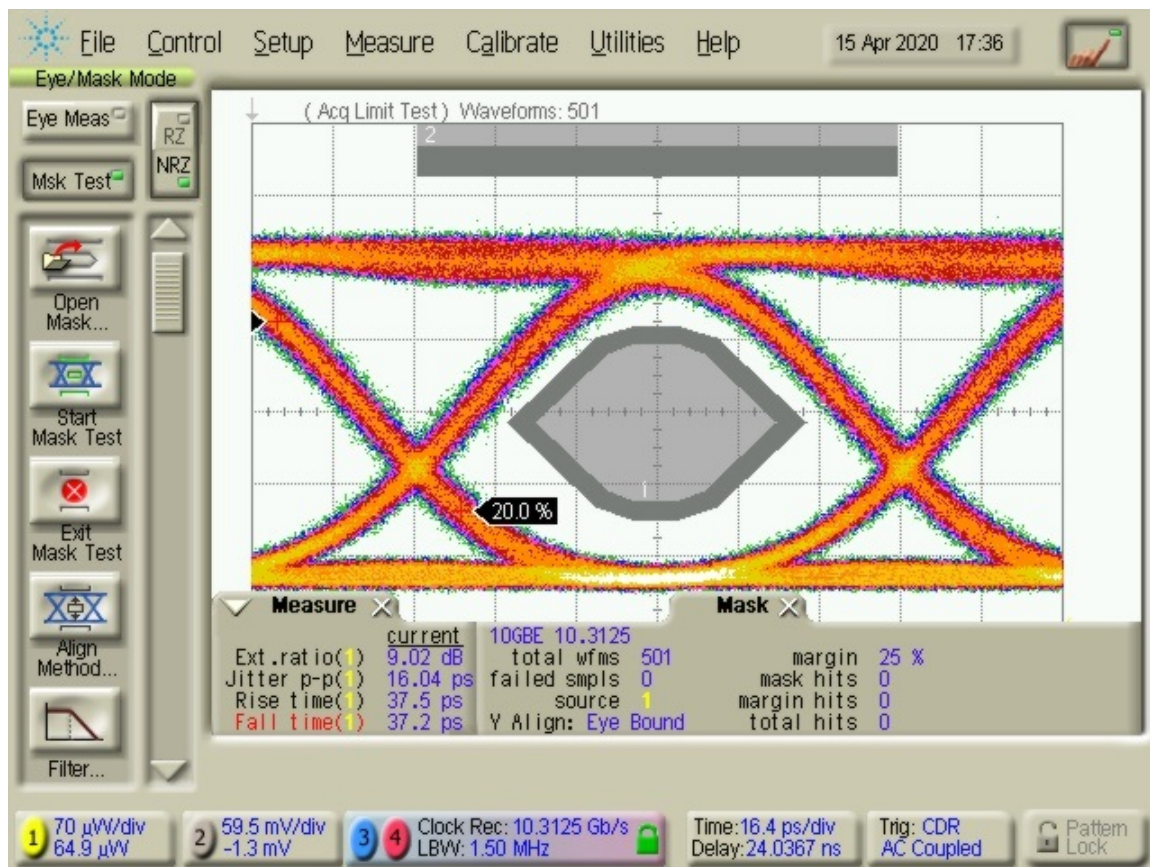 File Control Setup Measure Calibrate Utilities Help 15 Apr 2020 17:36
Eye/Mask Mode
Eye Meas
RZ
NRZ
Msk Test
Open
Mask...
Start
Mask Test
Exit
Mask Test
Align
Method...
Filter...
( Acq Limit Test ) Waveforms: 501
2
1
20.0 %
Measure
current
Ext.ratio(1) 9.02 dB
Jitter p-p(1) 16.04 ps
Rise time(1) 37.5 ps
Fall time(1) 37.2 ps
Mask
10GBE 10.3125
total wfms 501 margin 25 %
failed smpls 0 mask hits 0
source 1 margin hits 0
Y Align: Eye Bound total hits 0
1 70 µW/div
64.9 µW
2 59.5 mV/div
-1.3 mV
3 4 Clock Rec: 10.3125 Gb/s
LBW: 1.50 MHz
Time:16.4 ps/div
Delay:24.0367 ns
Trig: CDR
AC Coupled
Pattern
Lock